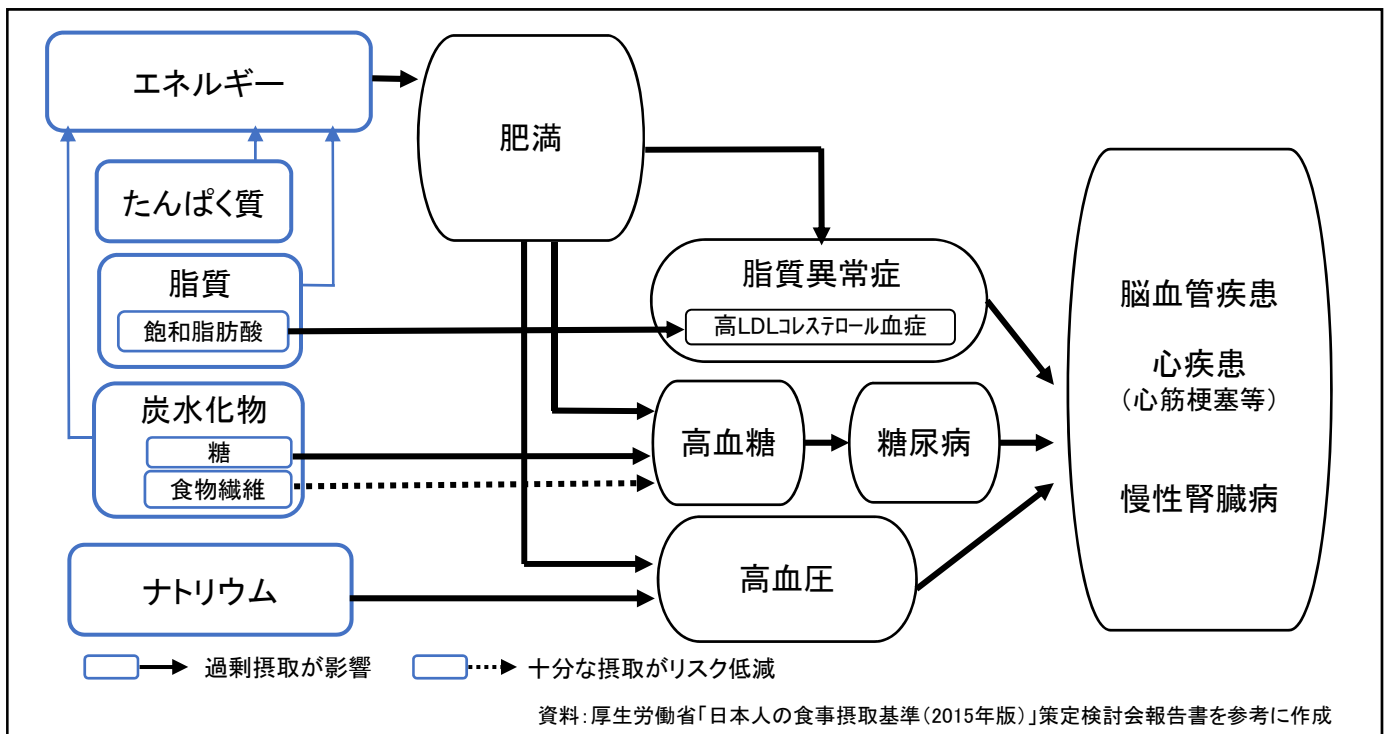 エネルギー
肥満
たんぱく質
脂質
飽和脂肪酸
脂質異常症
高LDLコレステロール血症
炭水化物
糖
食物繊維
高血糖
糖尿病
ナトリウム
高血圧
脳血管疾患
心疾患
（心筋梗塞等）
慢性腎臓病
過剰摂取が影響
十分な摂取がリスク低減
資料：厚生労働省「日本人の食事摂取基準（2015年版）」策定検討会報告書を参考に作成